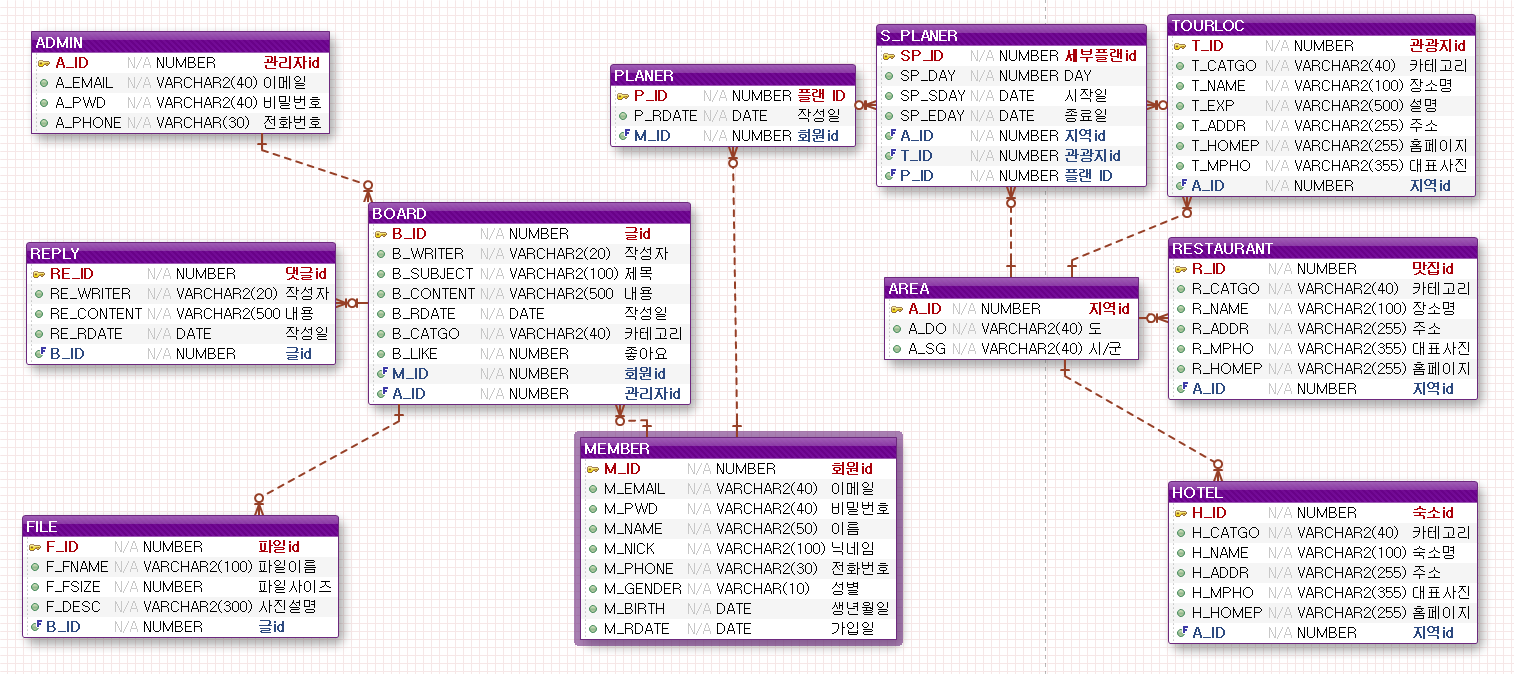 ADMIN
A_ID N/A NUMBER 관리자id
A_EMAIL N/A VARCHAR2(40) 이메일
A_PWD N/A VARCHAR2(40) 비밀번호
A_PHONE N/A VARCHAR(30) 전화번호
PLANER
P_ID N/A NUMBER 플랜 ID
P_RDATE N/A DATE 작성일
M_ID N/A NUMBER 회원id
S_PLANER
SP_ID N/A NUMBER 세부플랜id
SP_DAY N/A NUMBER DAY
SP_SDAY N/A DATE 시작일
SP_EDAY N/A DATE 종료일
A_ID N/A NUMBER 지역id
T_ID N/A NUMBER 관광지id
P_ID N/A NUMBER 플랜 ID
TOURLOC
T_ID N/A NUMBER 관광지id
T_CATGO N/A VARCHAR2(40) 카테고리
T_NAME N/A VARCHAR2(100) 장소명
T_EXP N/A VARCHAR2(500) 설명
T_ADDR N/A VARCHAR2(255) 주소
T_HOMEP N/A VARCHAR2(255) 홈페이지
T_MPHO N/A VARCHAR2(355) 대표사진
A_ID N/A NUMBER 지역id
BOARD
B_ID N/A NUMBER 글id
B_WRITER N/A VARCHAR2(20) 작성자
B_SUBJECT N/A VARCHAR2(100) 제목
B_CONTENT N/A VARCHAR2(500 내용
B_RDATE N/A DATE 작성일
B_CATGO N/A VARCHAR2(40) 카테고리
B_LIKE N/A NUMBER 좋아요
M_ID N/A NUMBER 회원id
A_ID N/A NUMBER 관리자id
REPLY
RE_ID N/A NUMBER 댓글id
RE_WRITER N/A VARCHAR2(20) 작성자
RE_CONTENT N/A VARCHAR2(500 내용
RE_RDATE N/A DATE 작성일
B_ID N/A NUMBER 글id
AREA
A_ID N/A NUMBER 지역id
A_DO N/A VARCHAR2(40) 도
A_SG N/A VARCHAR2(40) 시/군
RESTAURANT
R_ID N/A NUMBER 맛집id
R_CATGO N/A VARCHAR2(40) 카테고리
R_NAME N/A VARCHAR2(100) 장소명
R_ADDR N/A VARCHAR2(255) 주소
R_MPHO N/A VARCHAR2(355) 대표사진
R_HOMEP N/A VARCHAR2(255) 홈페이지
A_ID N/A NUMBER 지역id
MEMBER
M_ID N/A NUMBER 회원id
M_EMAIL N/A VARCHAR2(40) 이메일
M_PWD N/A VARCHAR2(40) 비밀번호
M_NAME N/A VARCHAR2(50) 이름
M_NICK N/A VARCHAR2(100) 닉네임
M_PHONE N/A VARCHAR2(30) 전화번호
M_GENDER N/A VARCHAR(10) 성별
M_BIRTH N/A DATE 생년월일
M_RDATE N/A DATE 가입일
FILE
F_ID N/A NUMBER 파일id
F_FNAME N/A VARCHAR2(100) 파일이름
F_FSIZE N/A NUMBER 파일사이즈
F_DESC N/A VARCHAR2(300) 사진설명
B_ID N/A NUMBER 글id
HOTEL
H_ID N/A NUMBER 숙소id
H_CATGO N/A VARCHAR2(40) 카테고리
H_NAME N/A VARCHAR2(100) 숙소명
H_ADDR N/A VARCHAR2(255) 주소
H_MPHO N/A VARCHAR2(355) 대표사진
H_HOMEP N/A VARCHAR2(255) 홈페이지
A_ID N/A NUMBER 지역id